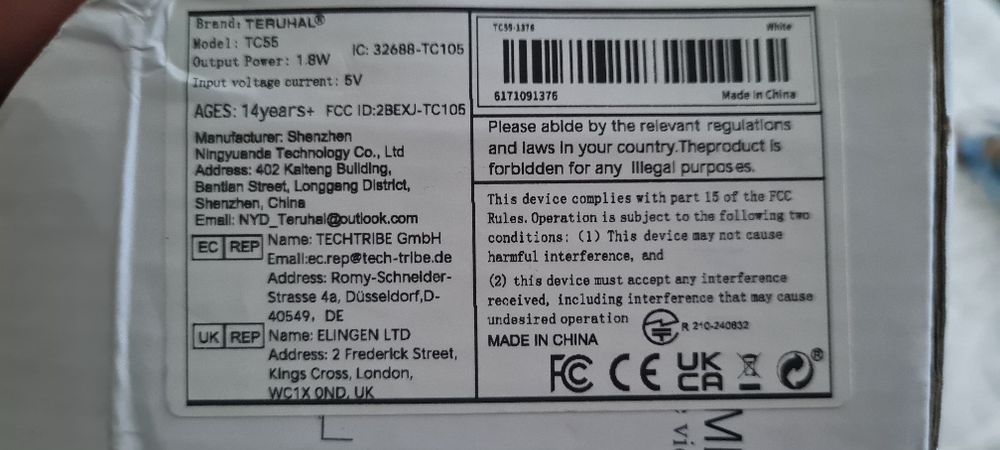 Brand: TERUHAL®
Model: TC55
IC: 32688-TC105
Output Power: 1.8W
Input voltage current: 5V
AGES: 14years+ FCC ID:2BEXJ-TC105
Manufacturer: Shenzhen
Ningyuanda Technology Co., Ltd
Address: 402 Kaiteng Building,
Bantian Street, Longgang District,
Shenzhen, China
Email: NYD_Teruhal@outlook.com
EC REP
Name: TECHTRIBE GmbH
Email:ec.rep@tech-tribe.de
Address: Romy-Schneider-
Strasse 4a, Düsseldorf,D-
40549, DE
UK REP
Name: ELINGEN LTD
Address: 2 Frederick Street,
Kings Cross, London,
WC1X 0ND, UK
TC55-1376 White
6171091376 Made in China
Please abide by the relevant regulations
and laws in your country.Theproduct is
forbidden for any Illegal purposes.
This device complies with part 15 of the FCC
Rules. Operation is subject to the following two
conditions: (1) This device may not cause
harmful interference, and
(2) this device must accept any interference
received, including interference that may cause
undesired operation
R 210-240832
MADE IN CHINA
FC CE UK CA ®